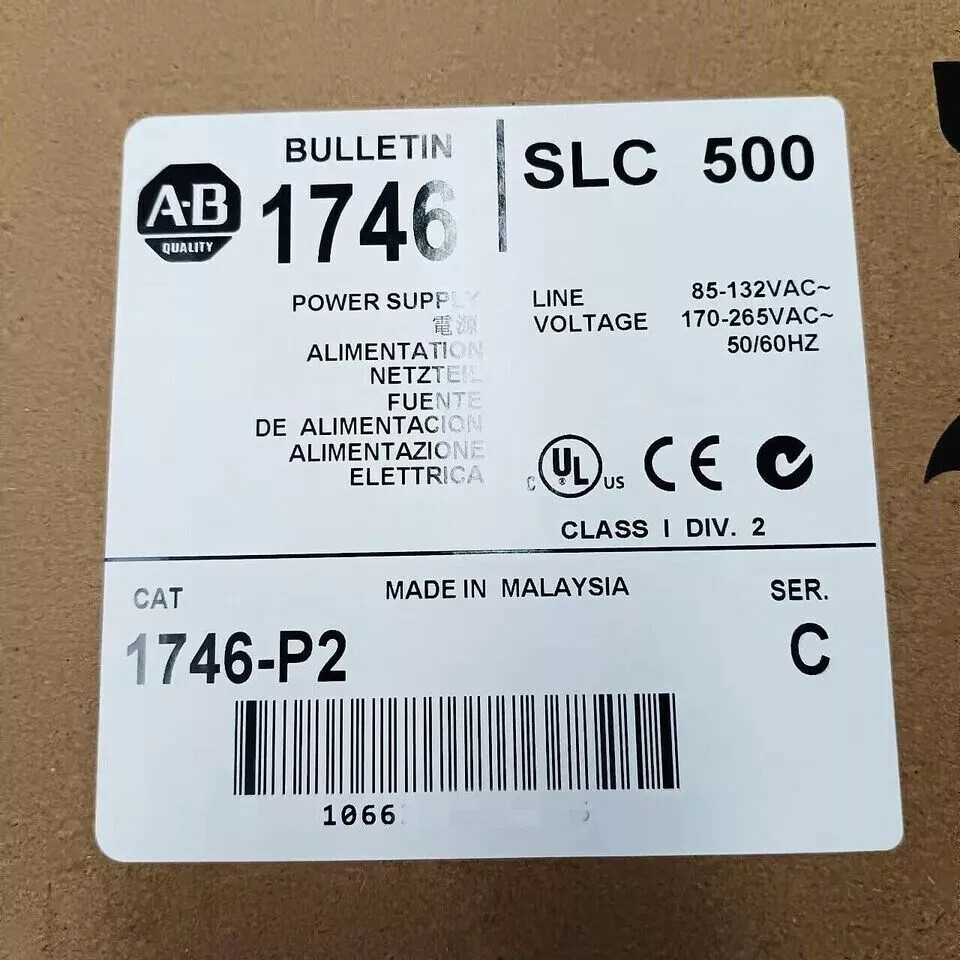 BULLETIN
1746
A-B
QUALITY
SLC 500
POWER SUPPLY
電源
ALIMENTATION
NETZTEIL
FUENTE
DE ALIMENTACION
ALIMENTAZIONE
ELETTRICA
LINE
VOLTAGE
85-132VAC~
170-265VAC~
50/60HZ
C UL ® US CE
CLASS I DIV. 2
CAT
MADE IN MALAYSIA
SER.
1746-P2
C
1066